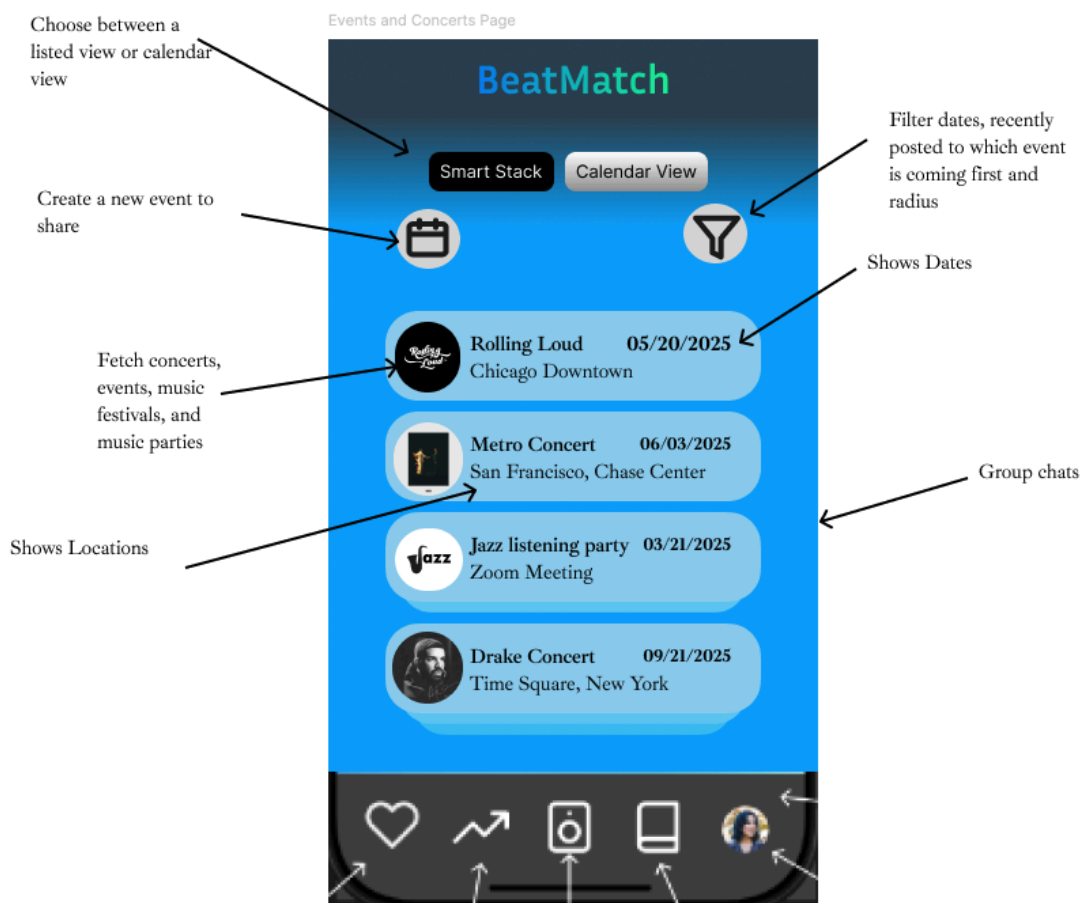 Events and Concerts Page
Choose between a
listed view or calendar
view
BeatMatch
Filter dates, recently
posted to which event
is coming first and
radius
Smart Stack
Calendar View
Create a new event to
share
Shows Dates
Rolling Loud
Rolling Loud 05/20/2025
Chicago Downtown
Fetch concerts,
events, music
festivals, and
music parties
Metro Concert 06/03/2025
San Francisco, Chase Center
Group chats
Shows Locations
Jazz
Jazz listening party 03/21/2025
Zoom Meeting
Drake Concert 09/21/2025
Time Square, New York